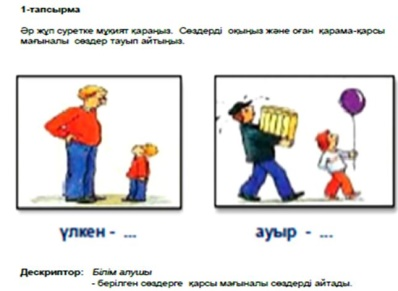 1-тапсырма
Әр жұп суретке мұқият қараңыз. Сөздерді оқыңыз және оған қарама-қарсы
мағыналы сөздер тауып айтыңыз.
үлкен - ...
ауыр - ...
Дескриптор: Білім алушы
- берілген сөздерге қарсы мағыналы сөздерді айтады.